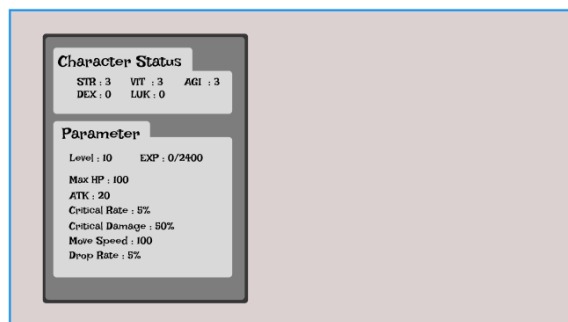 Character Status
STR : 3 VIT : 3 AGI : 3
DEX : 0 LUK : 0
Parameter
Level : 10 EXP : 0/2400
Max HP : 100
ATK : 20
Critical Rate : 5%
Critical Damage : 50%
Move Speed : 100
Drop Rate : 5%